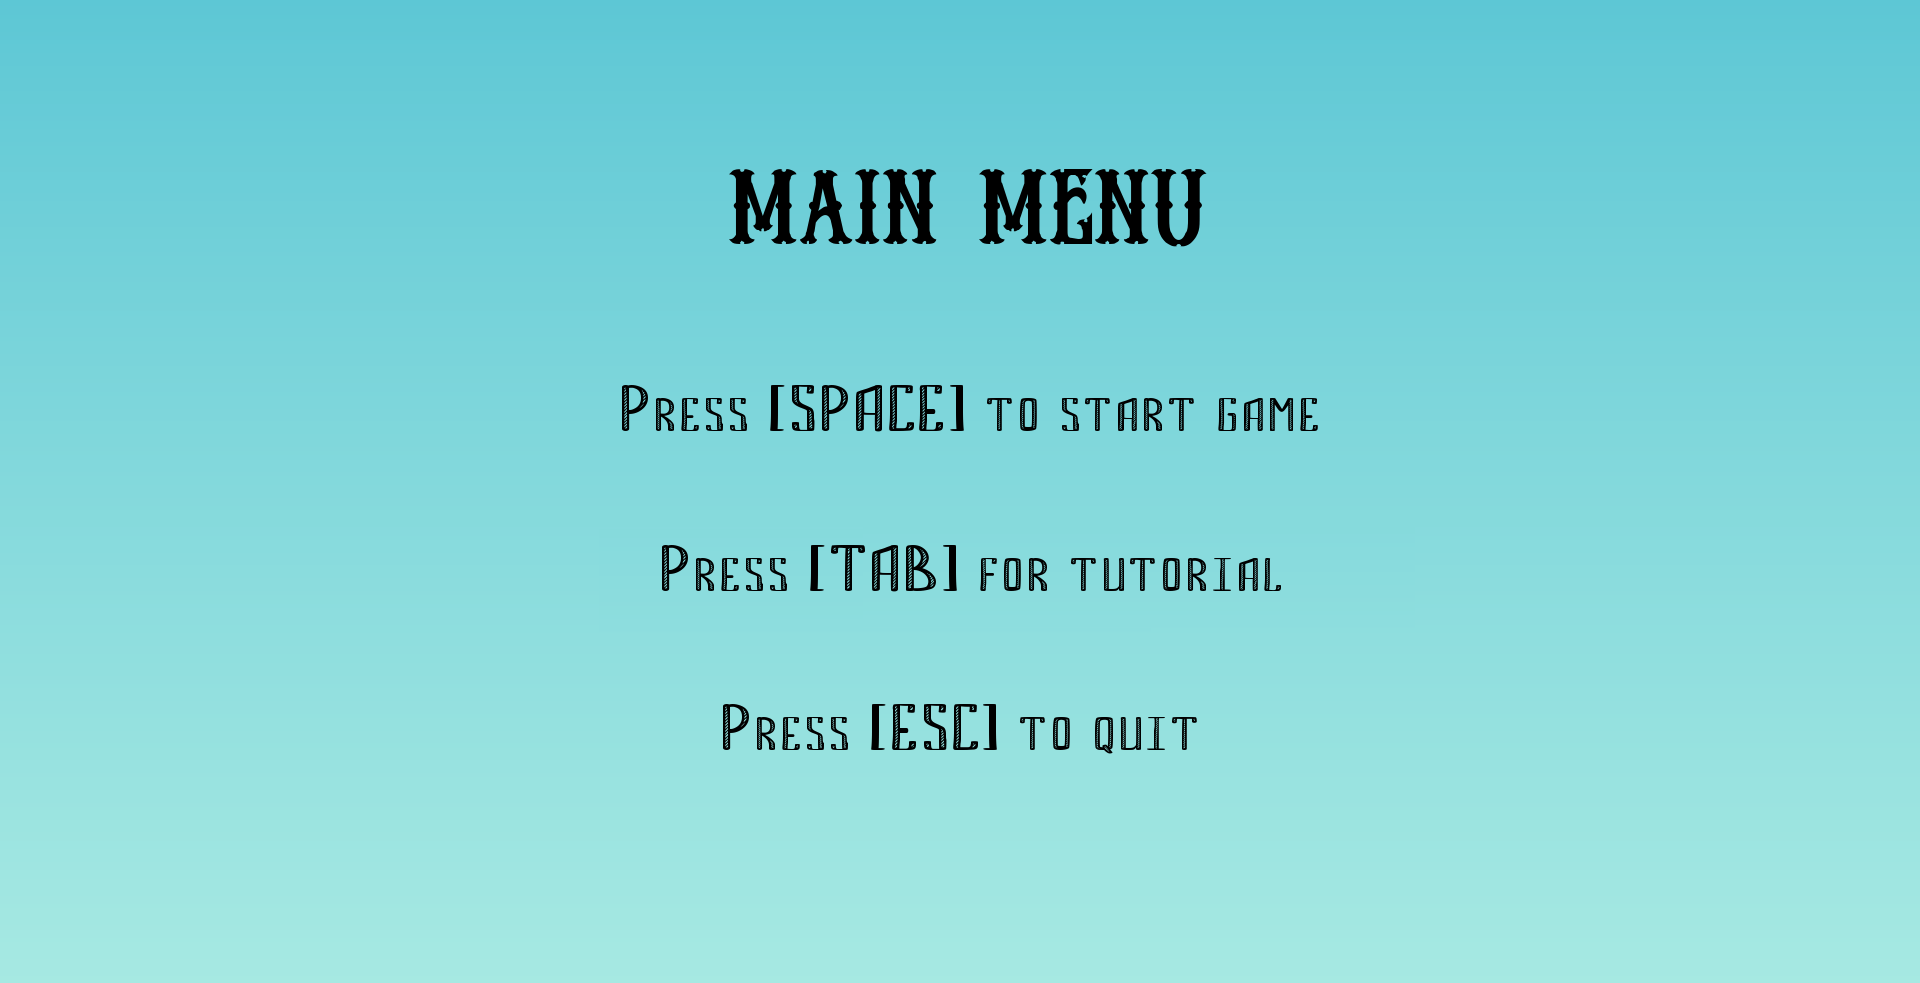 MAIN MENU
Press [SPACE] to start game
Press [TAB] for tutorial
Press [ESC] to quit